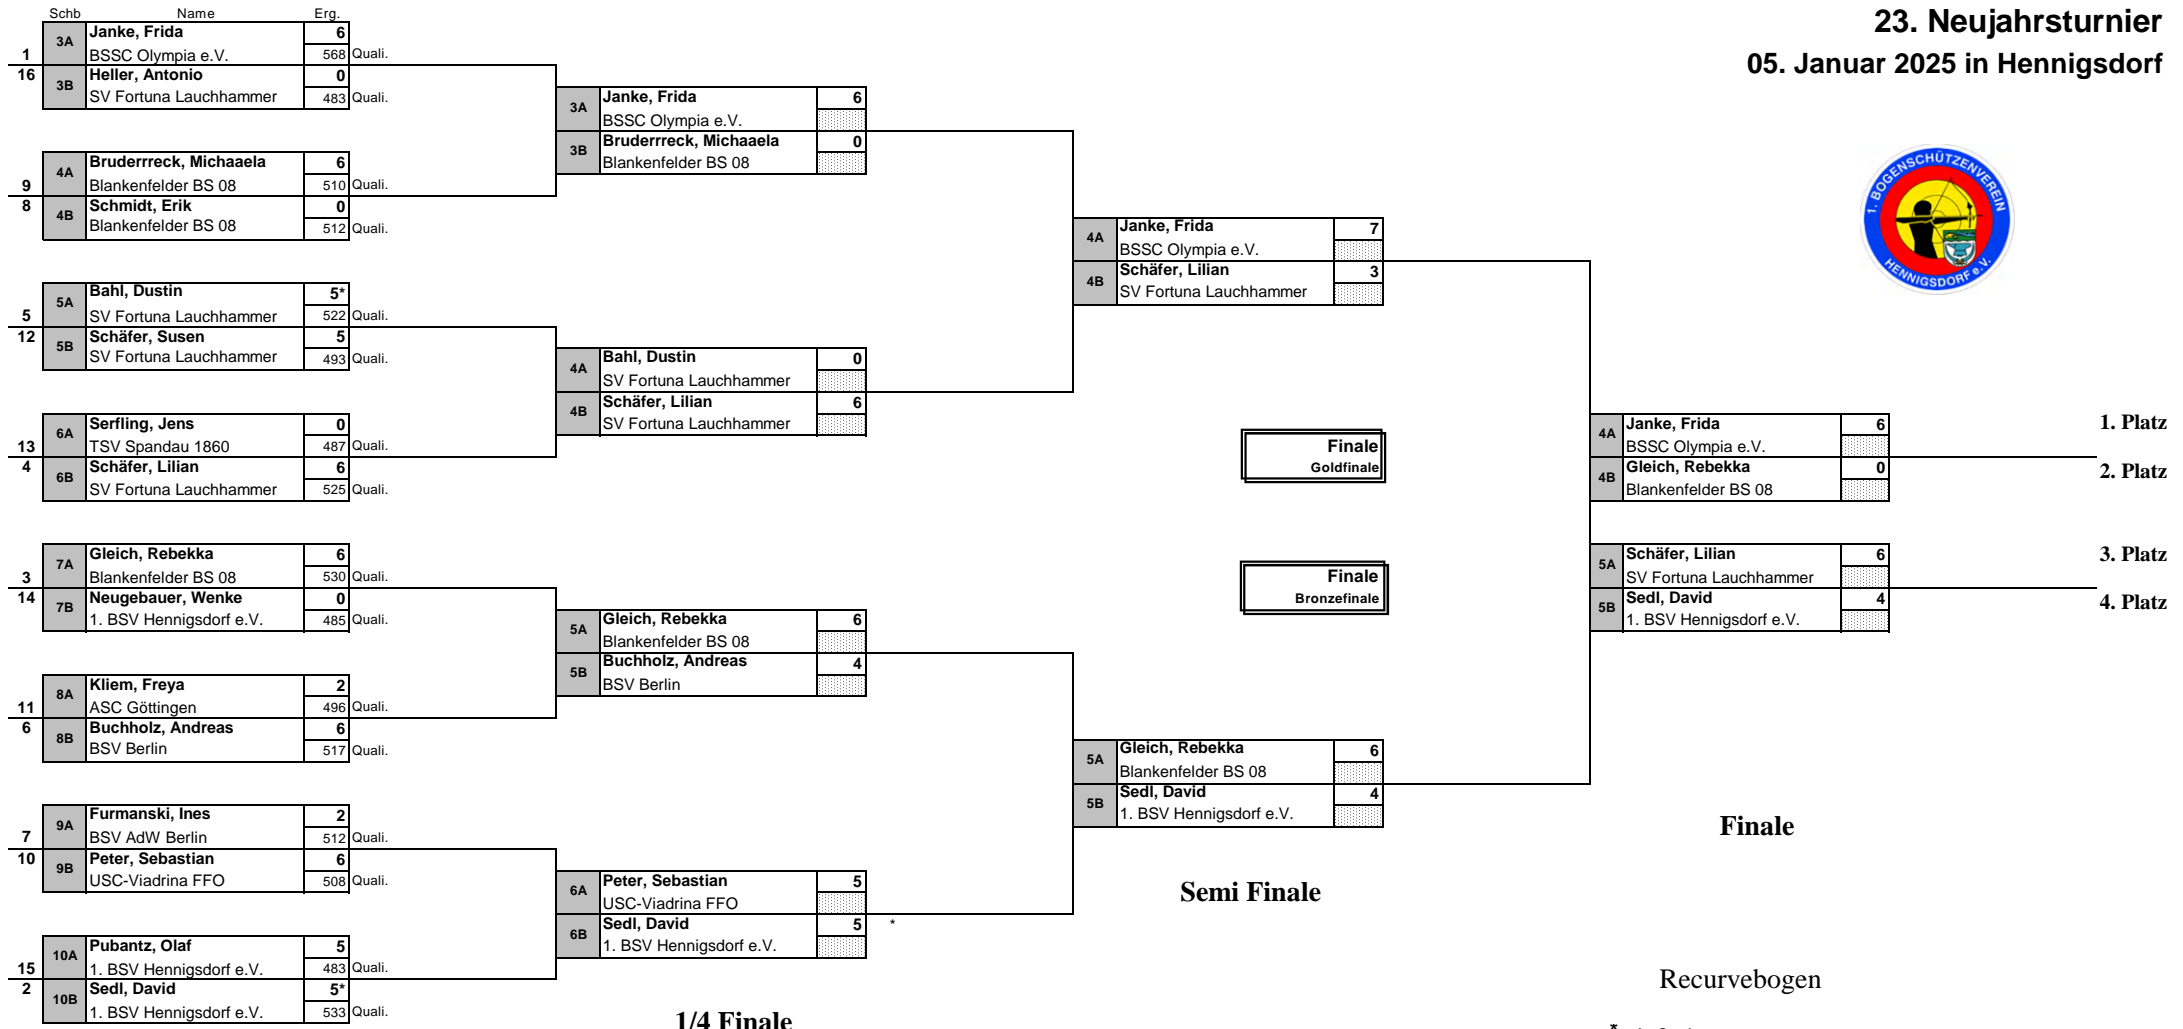 Schb Name Erg.
23. Neujahrsturnier
05. Januar 2025 in Hennigsdorf
1. BOGENSCHÜTZENVEREIN
HENNIGSDORF e.V.
3A Janke, Frida 6
1 BSSC Olympia e.V. 568 Quali.
16 3B Heller, Antonio 0
SV Fortuna Lauchhammer 483 Quali.
4A Bruderrreck, Michaaela 6
9 Blankenfelder BS 08 510 Quali.
8 4B Schmidt, Erik 0
Blankenfelder BS 08 512 Quali.
5A Bahl, Dustin 5*
5 SV Fortuna Lauchhammer 522 Quali.
12 5B Schäfer, Susen 5
SV Fortuna Lauchhammer 493 Quali.
6A Serfling, Jens 0
13 TSV Spandau 1860 487 Quali.
4 6B Schäfer, Lilian 6
SV Fortuna Lauchhammer 525 Quali.
7A Gleich, Rebekka 6
3 Blankenfelder BS 08 530 Quali.
14 7B Neugebauer, Wenke 0
1. BSV Hennigsdorf e.V. 485 Quali.
8A Kliem, Freya 2
11 ASC Göttingen 496 Quali.
6 8B Buchholz, Andreas 6
BSV Berlin 517 Quali.
9A Furmanski, Ines 2
7 BSV AdW Berlin 512 Quali.
10 9B Peter, Sebastian 6
USC-Viadrina FFO 508 Quali.
10A Pubantz, Olaf 5
15 1. BSV Hennigsdorf e.V. 483 Quali.
2 10B Sedl, David 5*
1. BSV Hennigsdorf e.V. 533 Quali.
3A Janke, Frida 6
BSSC Olympia e.V.
3B Bruderrreck, Michaaela 0
Blankenfelder BS 08
4A Bahl, Dustin 0
SV Fortuna Lauchhammer
4B Schäfer, Lilian 6
SV Fortuna Lauchhammer
5A Gleich, Rebekka 6
Blankenfelder BS 08
5B Buchholz, Andreas 4
BSV Berlin
6A Peter, Sebastian 5
USC-Viadrina FFO
6B Sedl, David 5 *
1. BSV Hennigsdorf e.V.
1/4 Finale
4A Janke, Frida 7
BSSC Olympia e.V.
4B Schäfer, Lilian 3
SV Fortuna Lauchhammer
Finale
Goldfinale
Finale
Bronzefinale
5A Gleich, Rebekka 6
Blankenfelder BS 08
5B Sedl, David 4
1. BSV Hennigsdorf e.V.
Semi Finale
4A Janke, Frida 6 1. Platz
BSSC Olympia e.V.
4B Gleich, Rebekka 0 2. Platz
Blankenfelder BS 08
5A Schäfer, Lilian 6 3. Platz
SV Fortuna Lauchhammer
5B Sedl, David 4 4. Platz
1. BSV Hennigsdorf e.V.
Finale
Recurvebogen
*